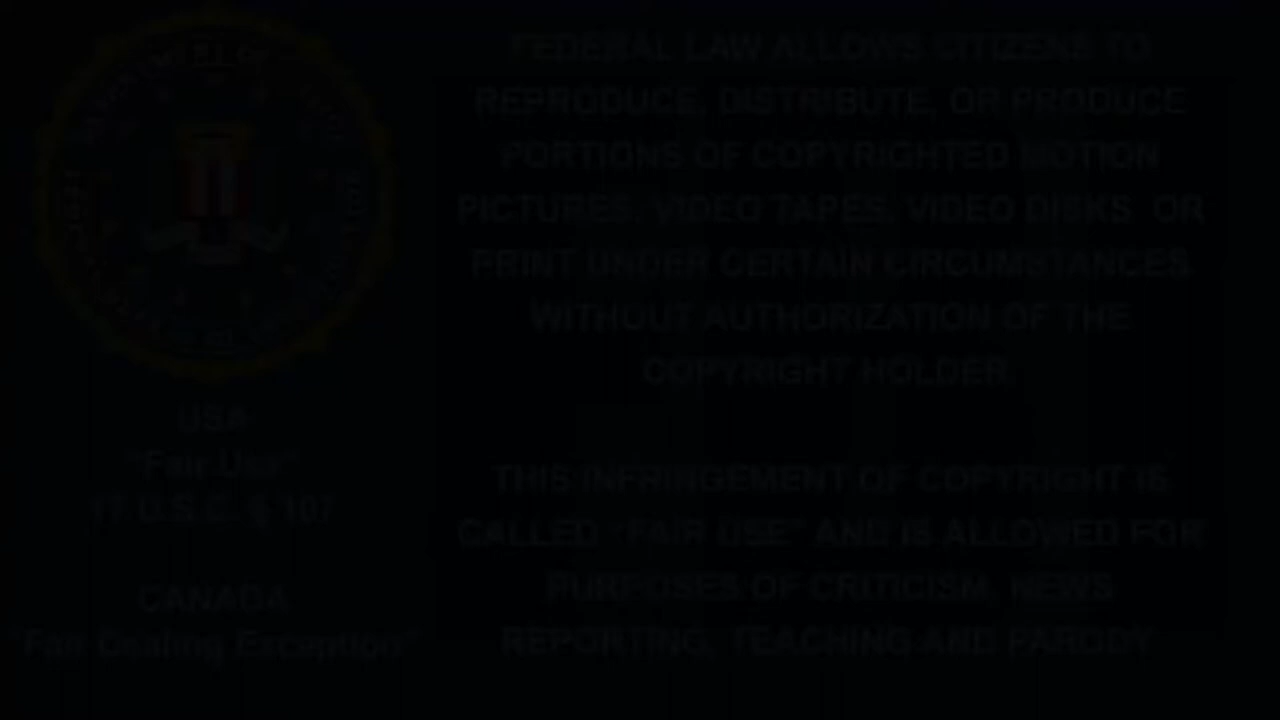 USA
"Fair Use"
17 U.S.C. § 107
CANADA
"Fair Dealing Exception"
FEDERAL LAW ALLOWS CITIZENS TO
REPRODUCE, DISTRIBUTE, OR PRODUCE
PORTIONS OF COPYRIGHTED MOTION
PICTURES, VIDEO TAPES, VIDEO DISKS OR
PRINT UNDER CERTAIN CIRCUMSTANCES
WITHOUT AUTHORIZATION OF THE
COPYRIGHT HOLDER.
THIS INFRINGEMENT OF COPYRIGHT IS
CALLED "FAIR USE" AND IS ALLOWED FOR
PURPOSES OF CRITICISM, NEWS
REPORTING, TEACHING AND PARODY